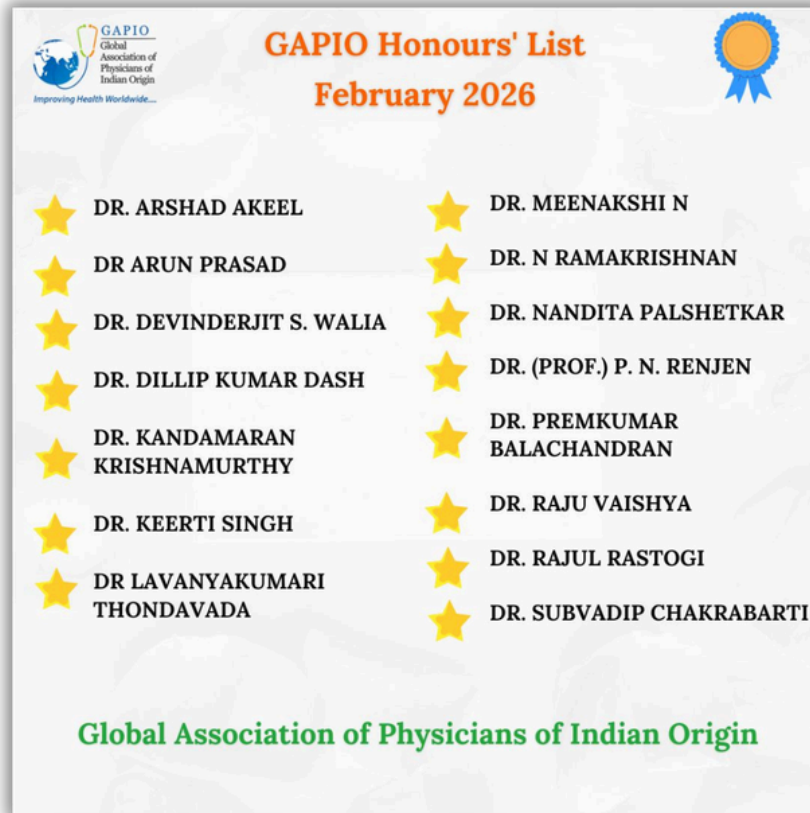 GAPIO
Global
Association of
Physicians of
Indian Origin
Improving Health Worldwide....
GAPIO Honours' List
February 2026
DR. ARSHAD AKEEL
DR ARUN PRASAD
DR. DEVINDERJIT S. WALIA
DR. DILLIP KUMAR DASH
DR. KANDAMARAN
KRISHNAMURTHY
DR. KEERTI SINGH
DR LAVANYAKUMARI
THONDAVADA
DR. MEENAKSHI N
DR. N RAMAKRISHNAN
DR. NANDITA PALSHETKAR
DR. (PROF.) P. N. RENJEN
DR. PREMKUMAR
BALACHANDRAN
DR. RAJU VAISHYA
DR. RAJUL RASTOGI
DR. SUBVADIP CHAKRABARTI
Global Association of Physicians of Indian Origin